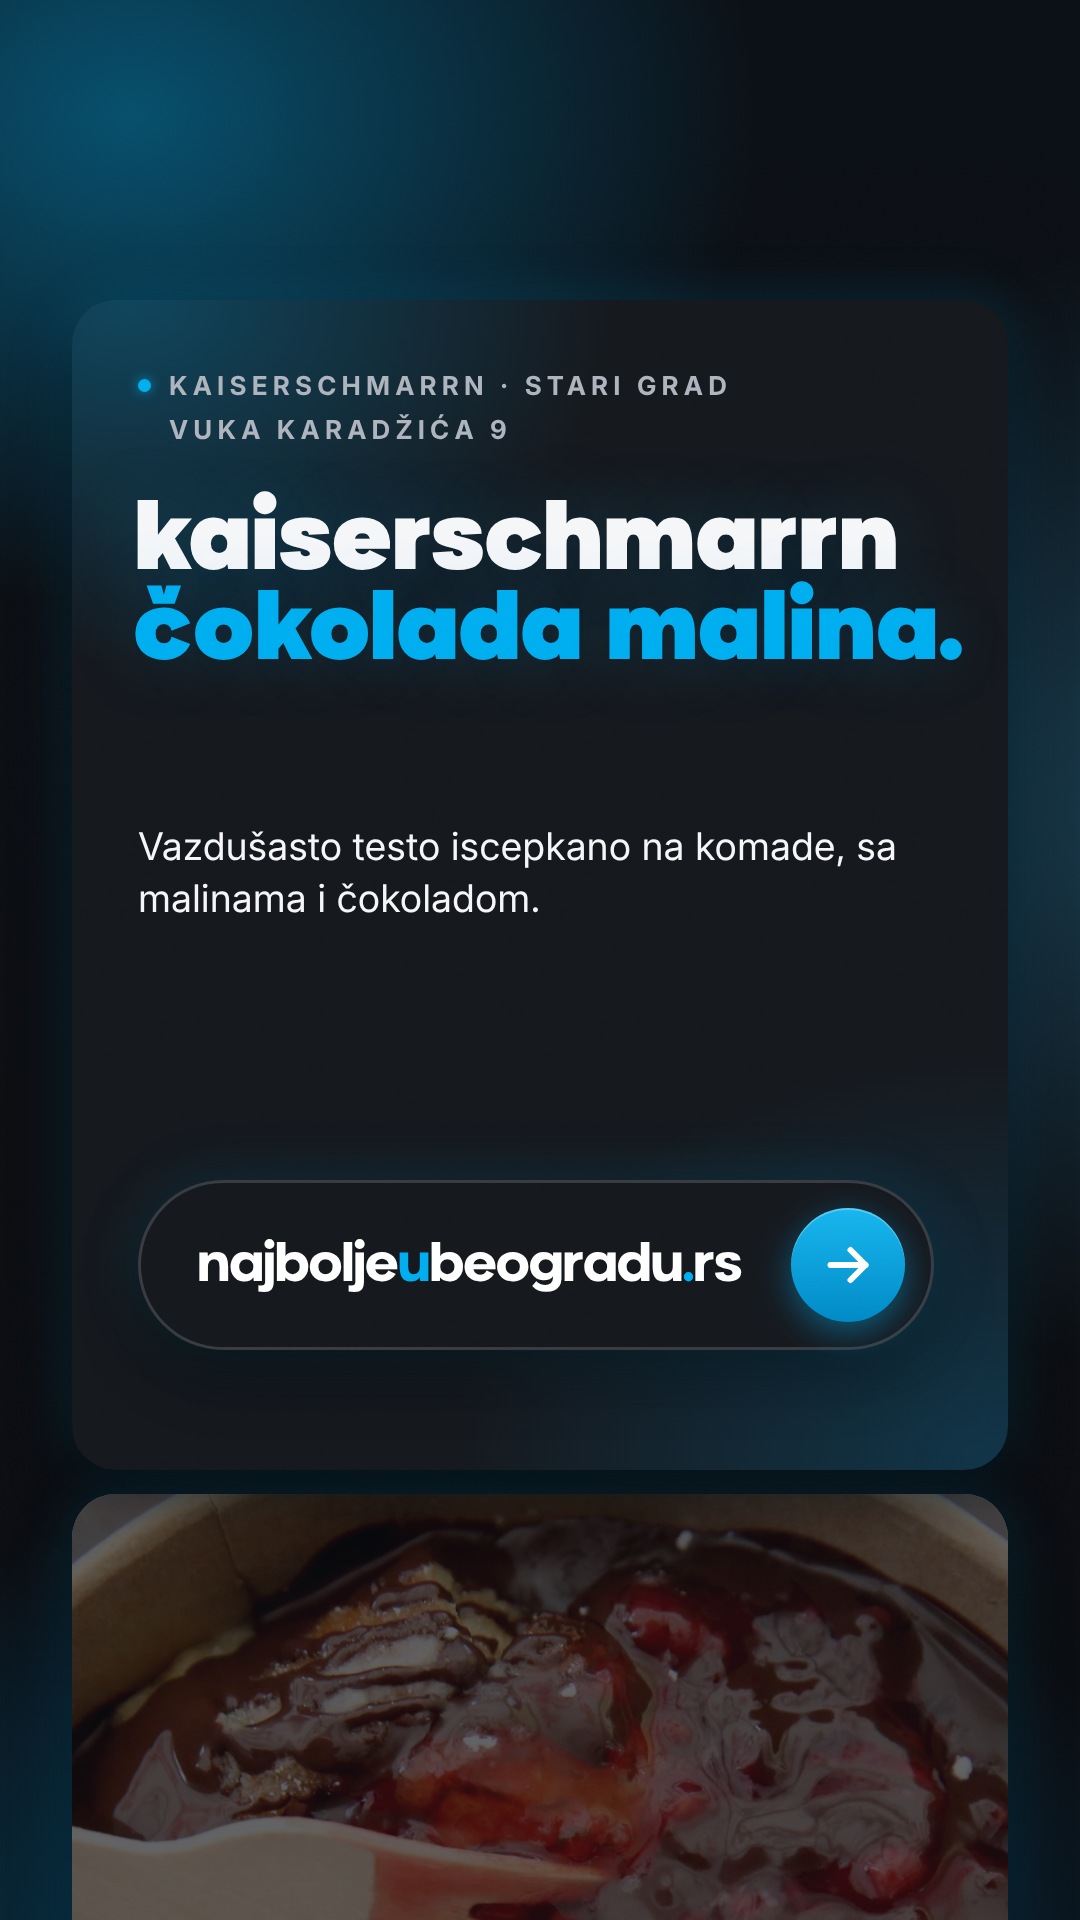 KAISERSCHMARRN · STARI GRAD
VUKA KARADŽIĆA 9
kaiserschmarrn
čokolada malina.
Vazdušasto testo iscepkano na komade, sa
malinama i čokoladom.
najboljeubeogradu.rs